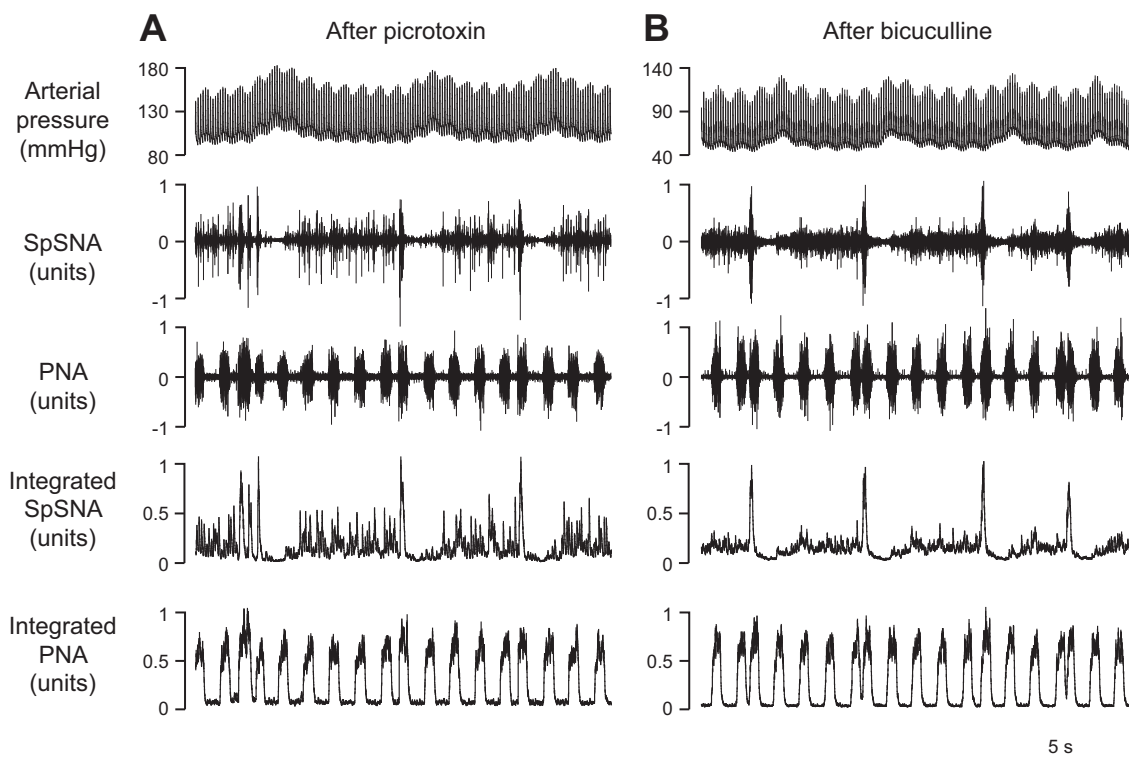 A
After picrotoxin
B
After bicuculline
Arterial
pressure
(mmHg)
180
130
80
140
90
40
SpSNA
(units)
1
0
-1
1
0
-1
PNA
(units)
1
0
-1
1
0
-1
Integrated
SpSNA
(units)
1
0.5
0
1
0.5
0
Integrated
PNA
(units)
1
0.5
0
1
0.5
0
5 s